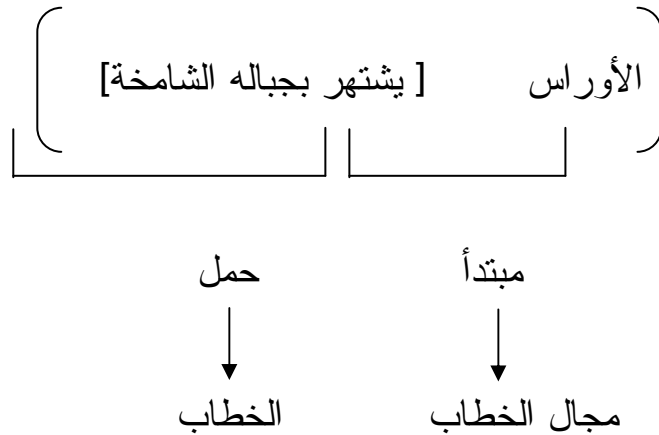 الأوراس [ يشتهر بجباله الشامخة]
مبتدأ حمل
مجال الخطاب الخطاب